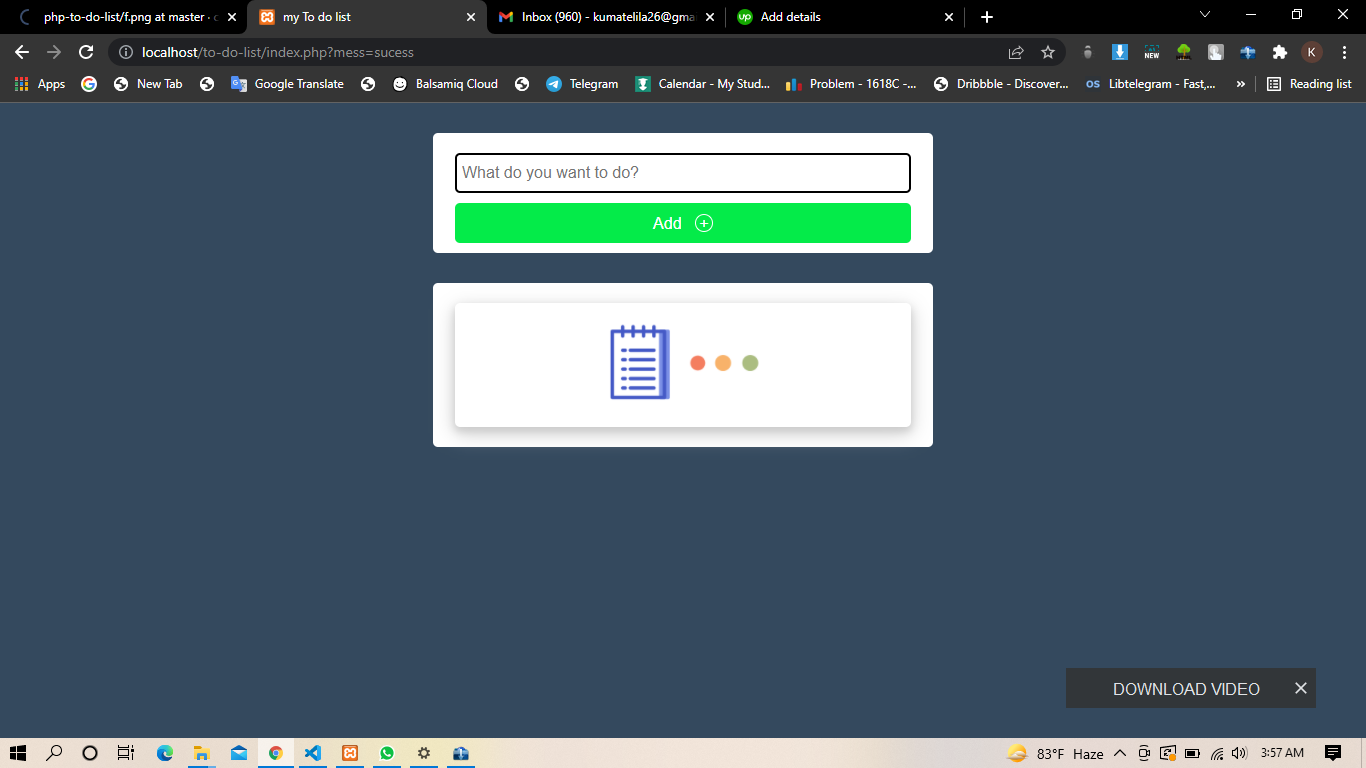 php-to-do-list/f.png at master · c
my To do list
Inbox (960) - kumatelila26@gma
up
Add details
localhost/to-do-list/index.php?mess=sucess
NEW
K
Apps
New Tab
Google Translate
Balsamiq Cloud
Telegram
Calendar - My Stud...
Problem - 1618C -...
Dribbble - Discover...
OS
Libtelegram - Fast,...
»
Reading list
What do you want to do?
Add
DOWNLOAD VIDEO
83°F Haze
3:57 AM